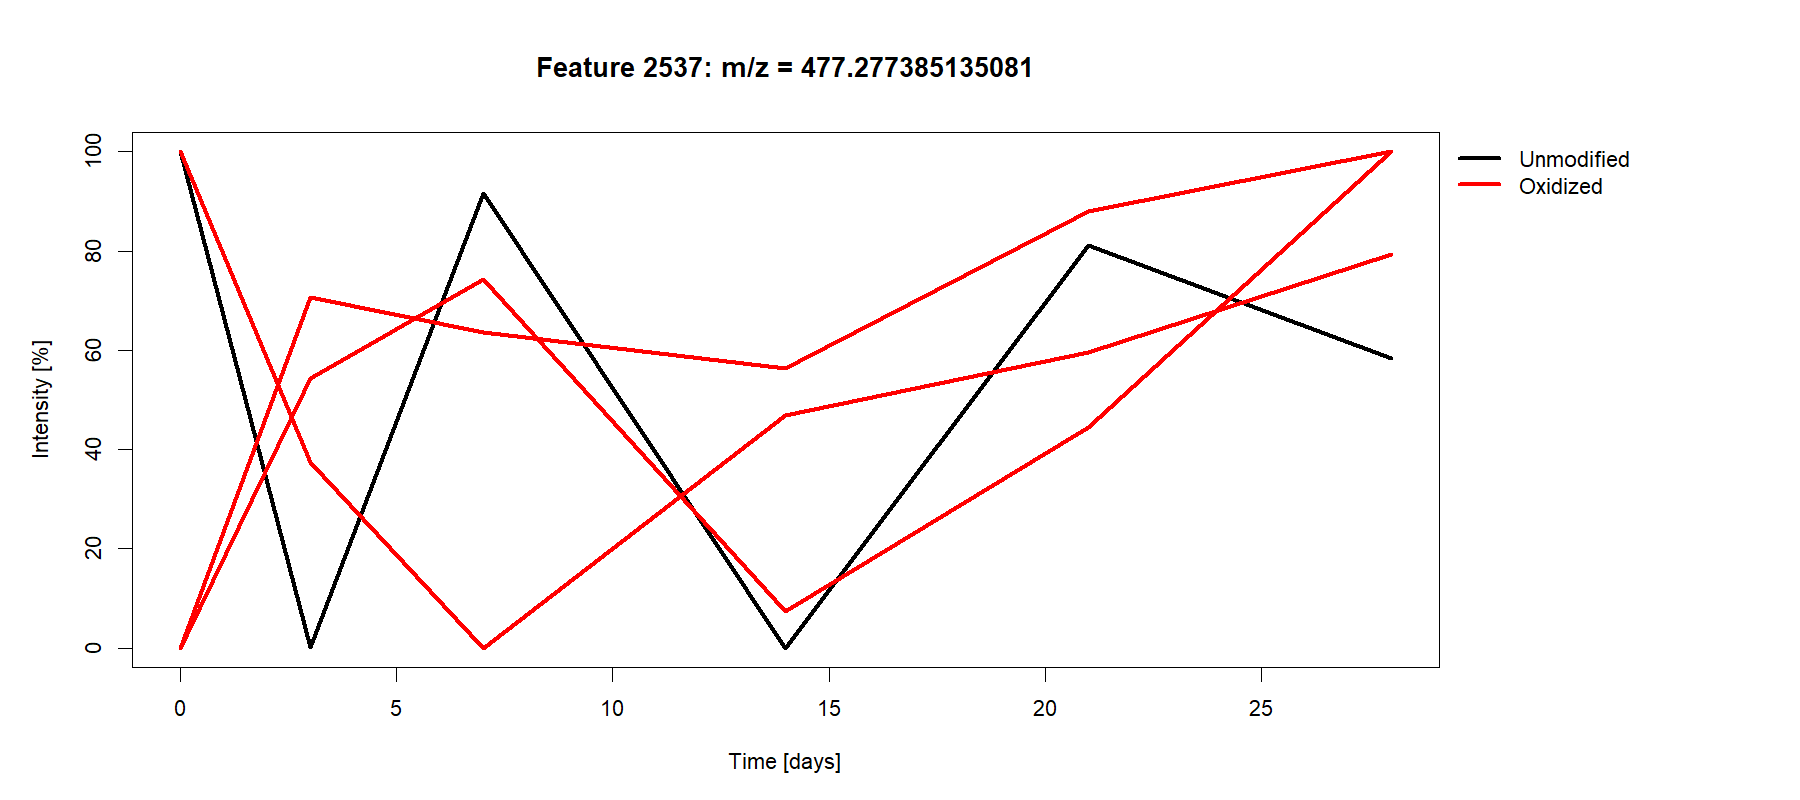 Feature 2537: m/z = 477.277385135081
Unmodified
Oxidized
Intensity [%]
100
80
60
40
20
0
0 5 10 15 20 25
Time [days]